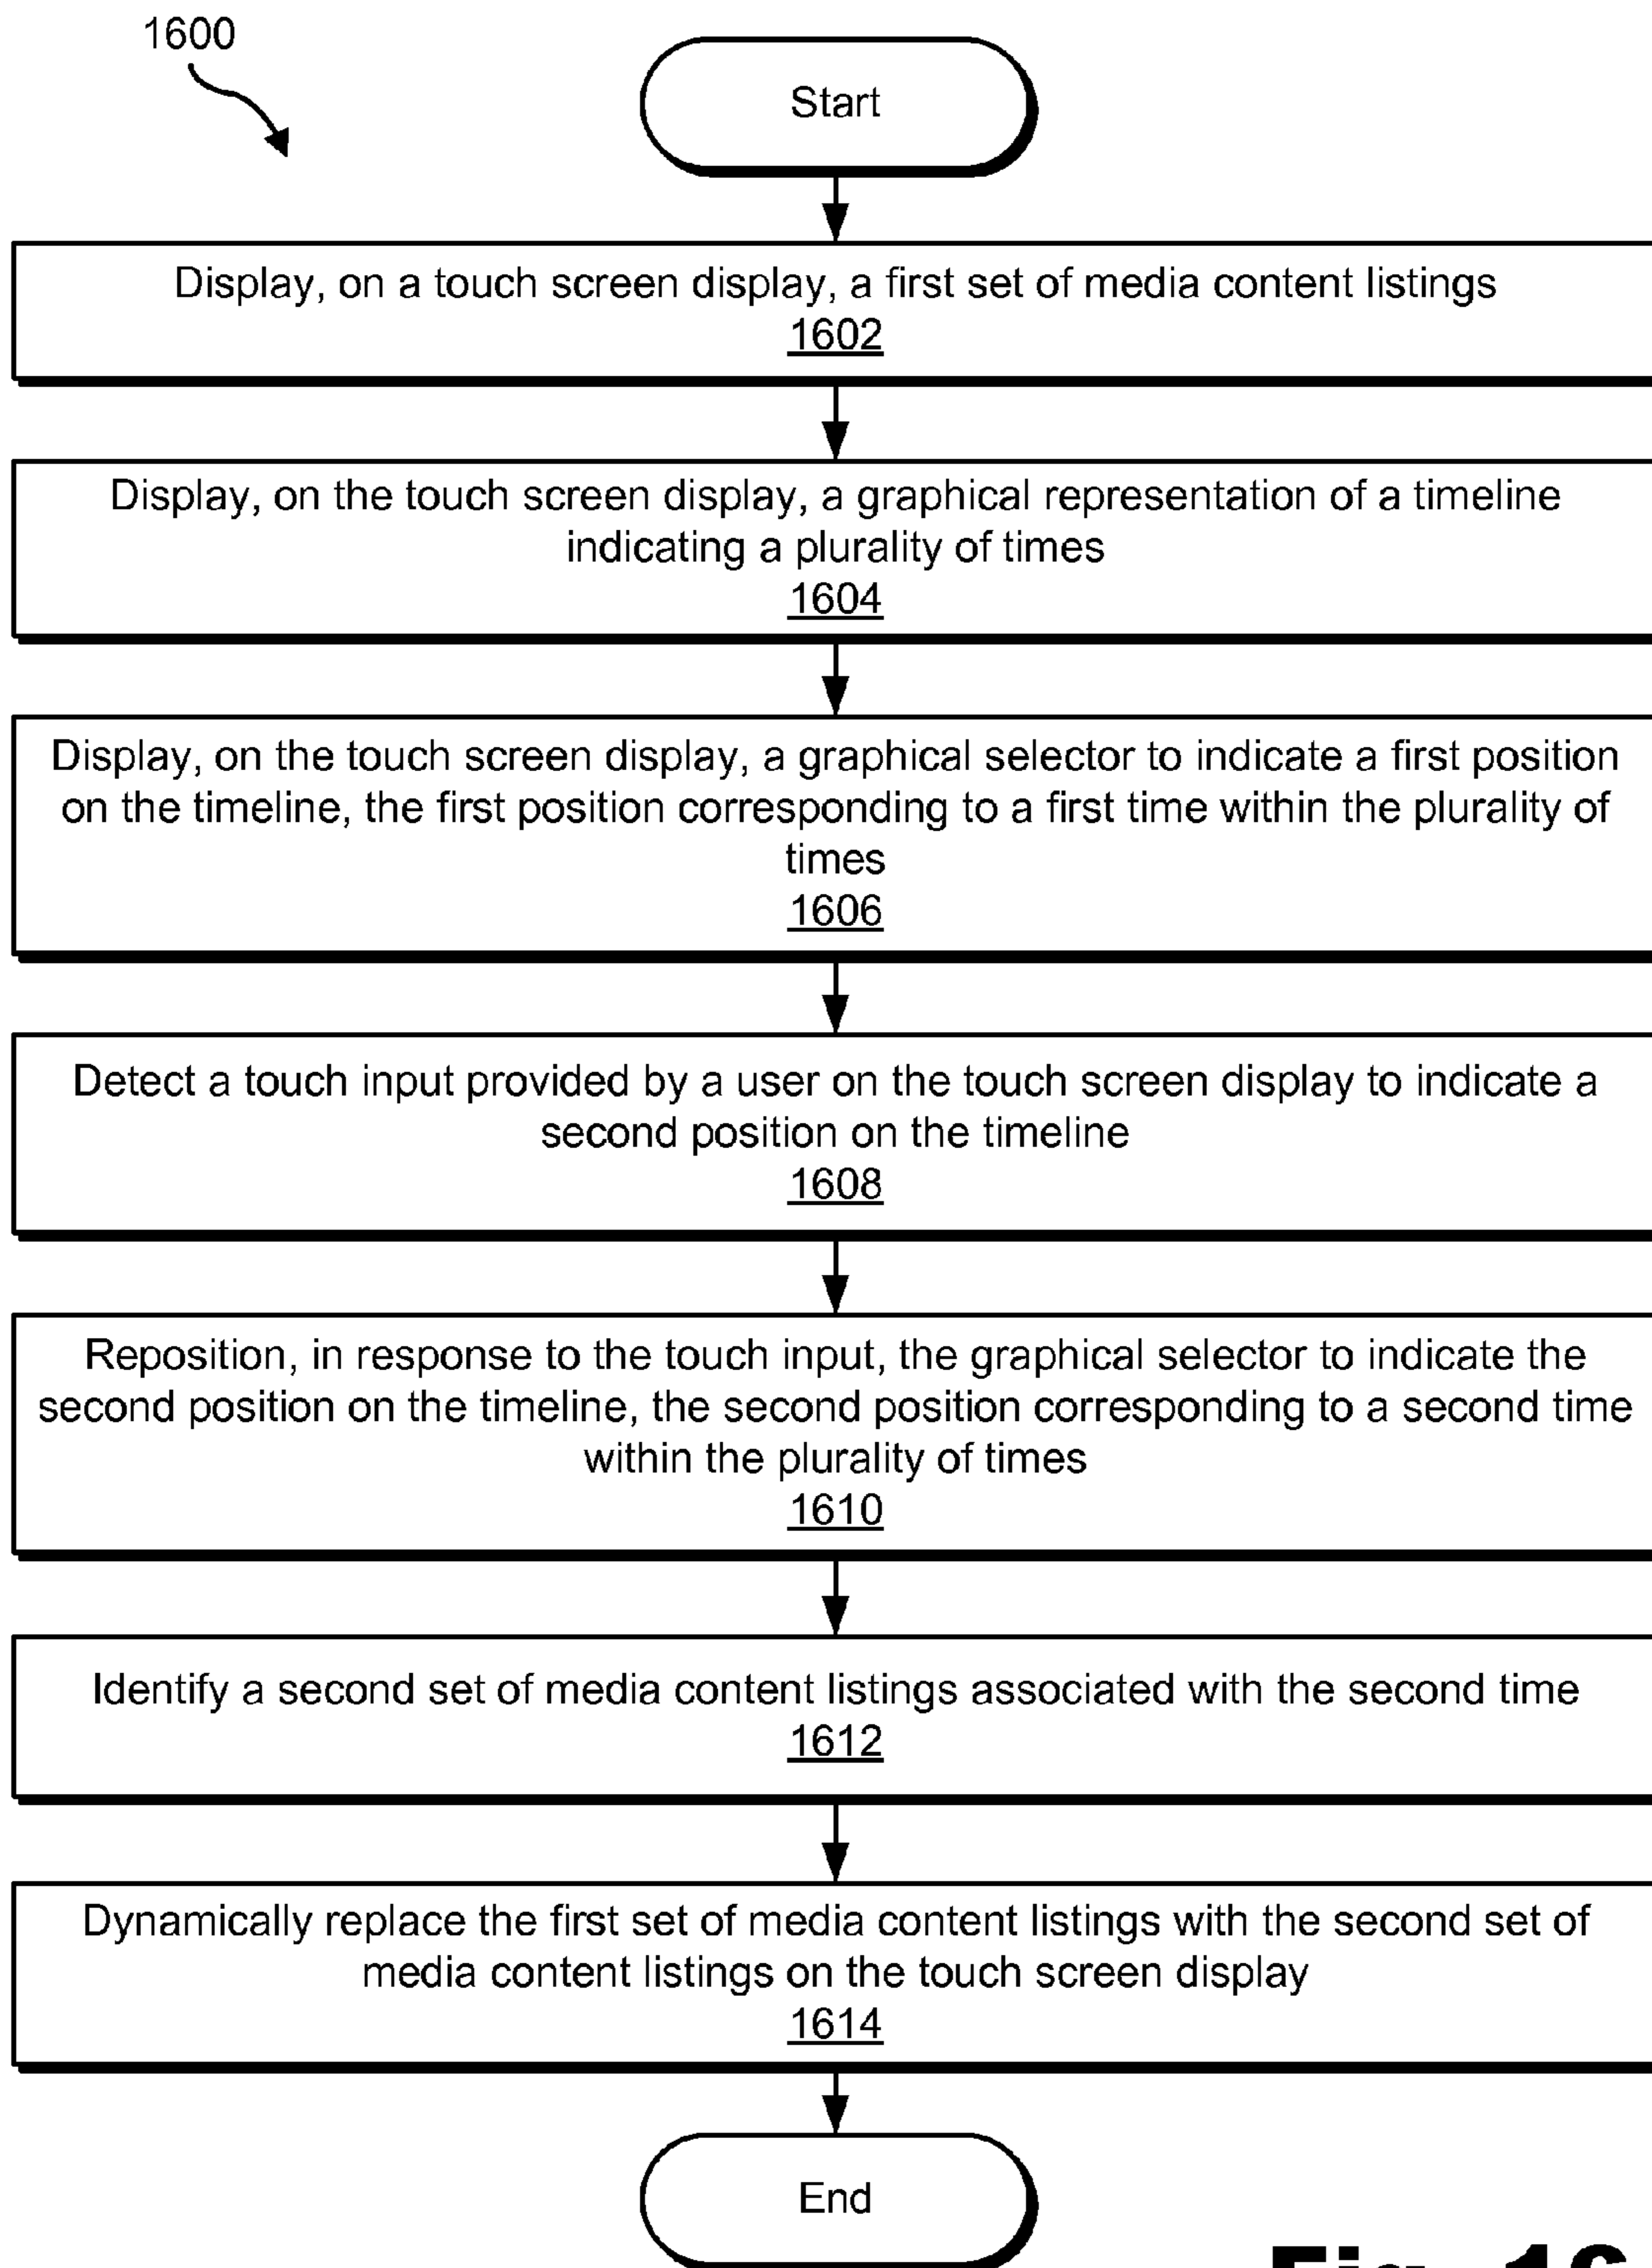 1600
Start
Display, on a touch screen display, a first set of media content listings
1602
Display, on the touch screen display, a graphical representation of a timeline
indicating a plurality of times
1604
Display, on the touch screen display, a graphical selector to indicate a first position
on the timeline, the first position corresponding to a first time within the plurality of
times
1606
Detect a touch input provided by a user on the touch screen display to indicate a
second position on the timeline
1608
Reposition, in response to the touch input, the graphical selector to indicate the
second position on the timeline, the second position corresponding to a second time
within the plurality of times
1610
Identify a second set of media content listings associated with the second time
1612
Dynamically replace the first set of media content listings with the second set of
media content listings on the touch screen display
1614
End
Fig. 16